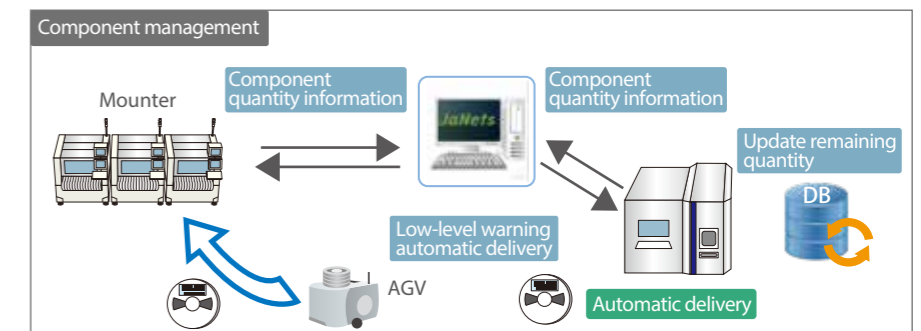 Component management
Component
quantity information
Mounter
JaNets
Component
quantity information
Update remaining
quantity
DB
Low-level warning
automatic delivery
AGV
Automatic delivery